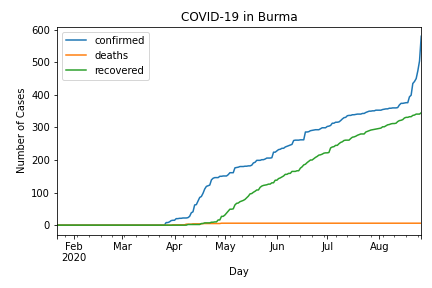 COVID-19 in Burma
confirmed
deaths
recovered
Number of Cases
600
500
400
300
200
100
0
Feb Mar Apr May Jun Jul Aug
2020
Day